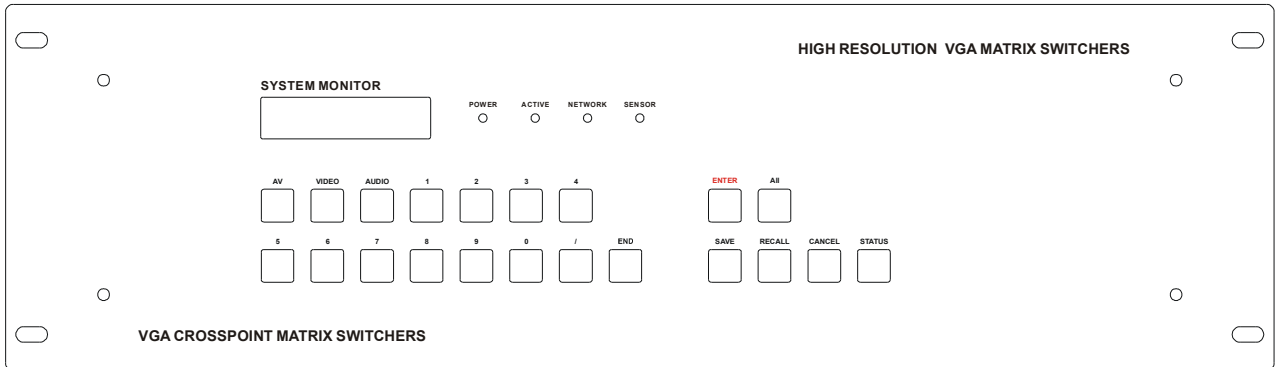 HIGH RESOLUTION VGA MATRIX SWITCHERS
SYSTEM MONITOR
POWER ACTIVE NETWORK SENSOR
AV VIDEO AUDIO 1 2 3 4 ENTER All
5 6 7 8 9 0 / END SAVE RECALL CANCEL STATUS
VGA CROSSPOINT MATRIX SWITCHERS